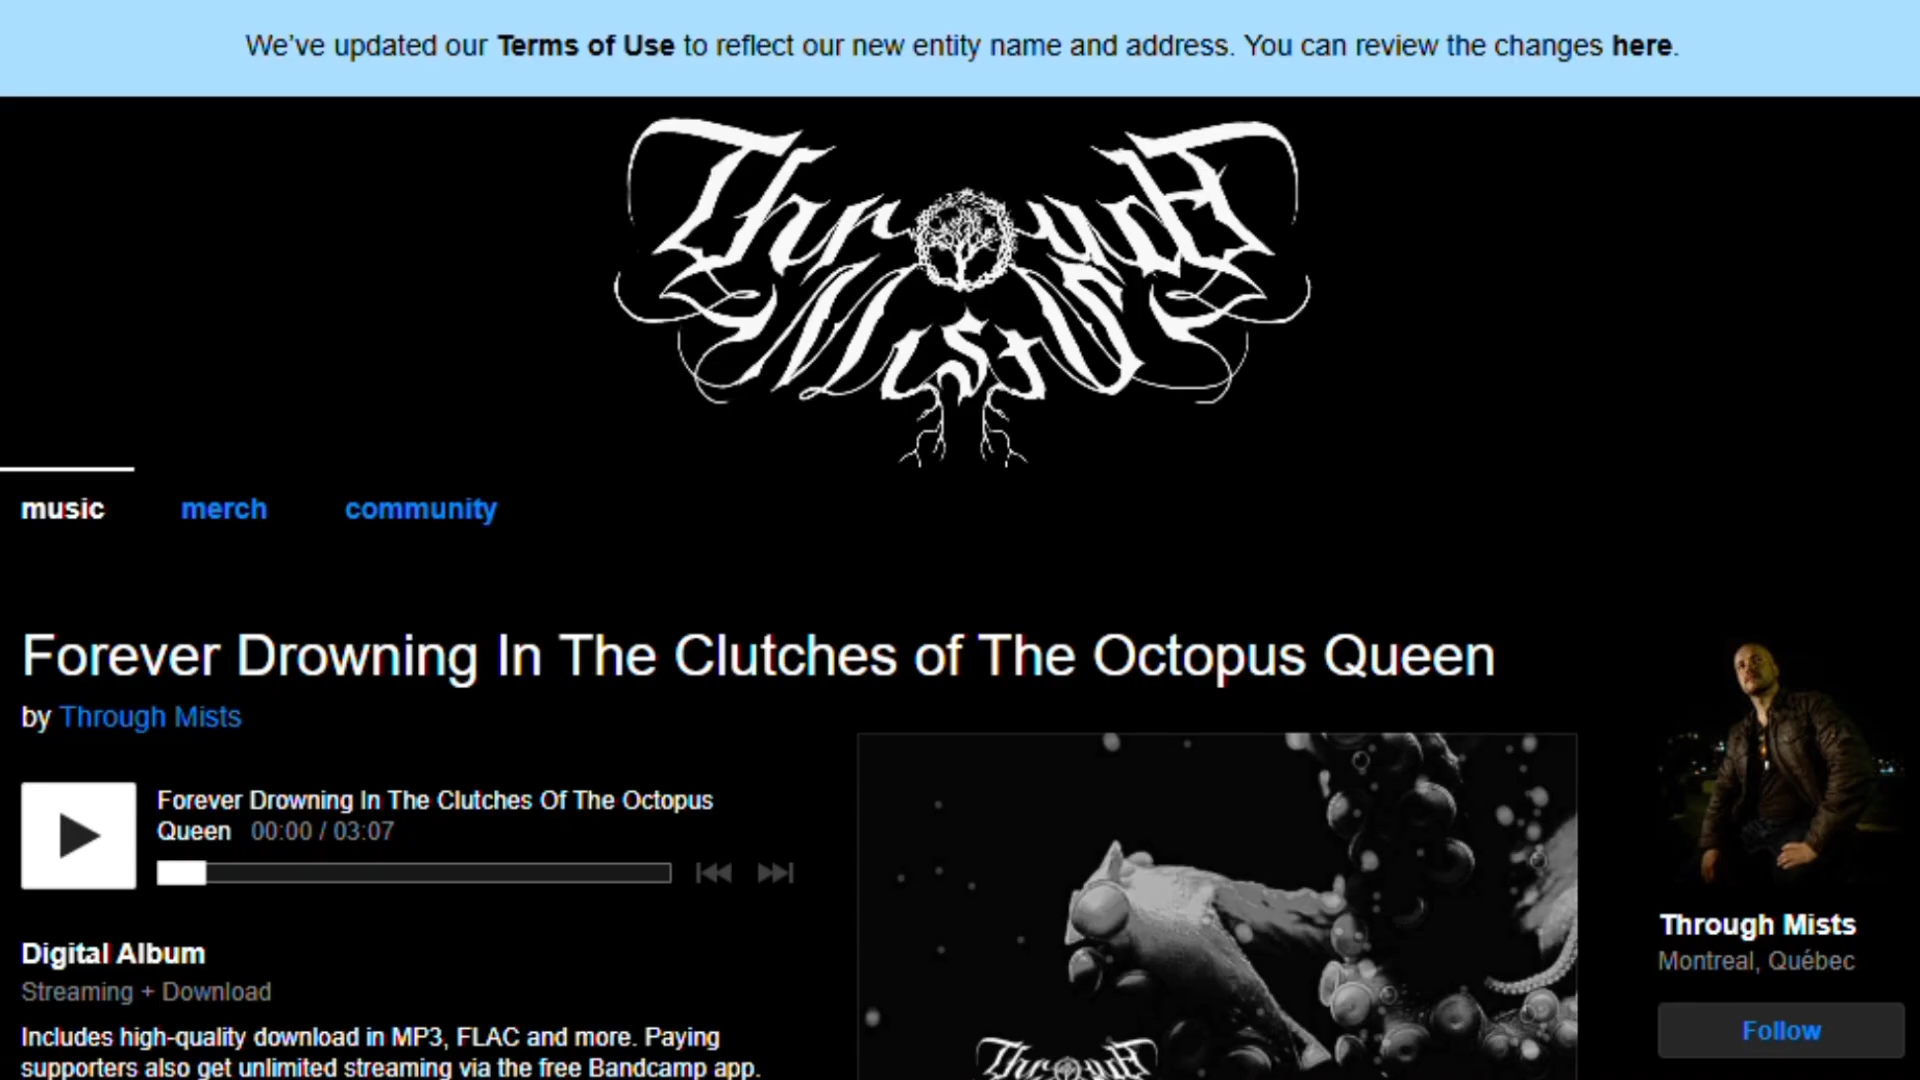 We've updated our Terms of Use to reflect our new entity name and address. You can review the changes here.
Through
Mists
music merch community
Forever Drowning In The Clutches of The Octopus Queen
by Through Mists
Forever Drowning In The Clutches Of The Octopus
Queen 00:00 / 03:07
Digital Album
Streaming + Download
Includes high-quality download in MP3, FLAC and more. Paying
supporters also get unlimited streaming via the free Bandcamp app.
Through
Through Mists
Montreal, Québec
Follow